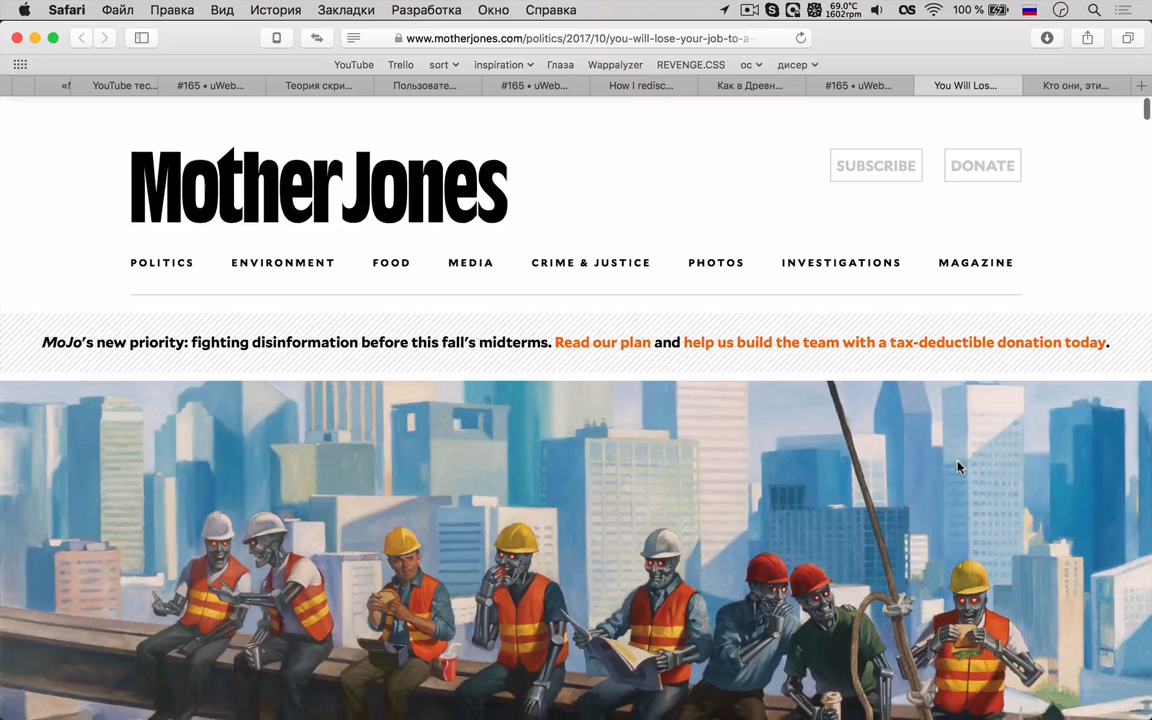 Safari Файл Правка Вид История Закладки Разработка Окно Справка 69.0°C 1602rpm 100 %
www.motherjones.com/politics/2017/10/you-will-lose-your-job-to-a-
YouTube Trello sort inspiration Глаза Wappalyzer REVENGE.CSS ос дисер
«М YouTube тес... #165 • uWeb... Теория скри... Пользовате... #165 • uWeb... How I redisc... Как в Древн... #165 • uWeb... You Will Los... Кто они, эти...
Mother Jones
SUBSCRIBE DONATE
POLITICS ENVIRONMENT FOOD MEDIA CRIME & JUSTICE PHOTOS INVESTIGATIONS MAGAZINE
MoJo's new priority: fighting disinformation before this fall's midterms. Read our plan and help us build the team with a tax-deductible donation today.